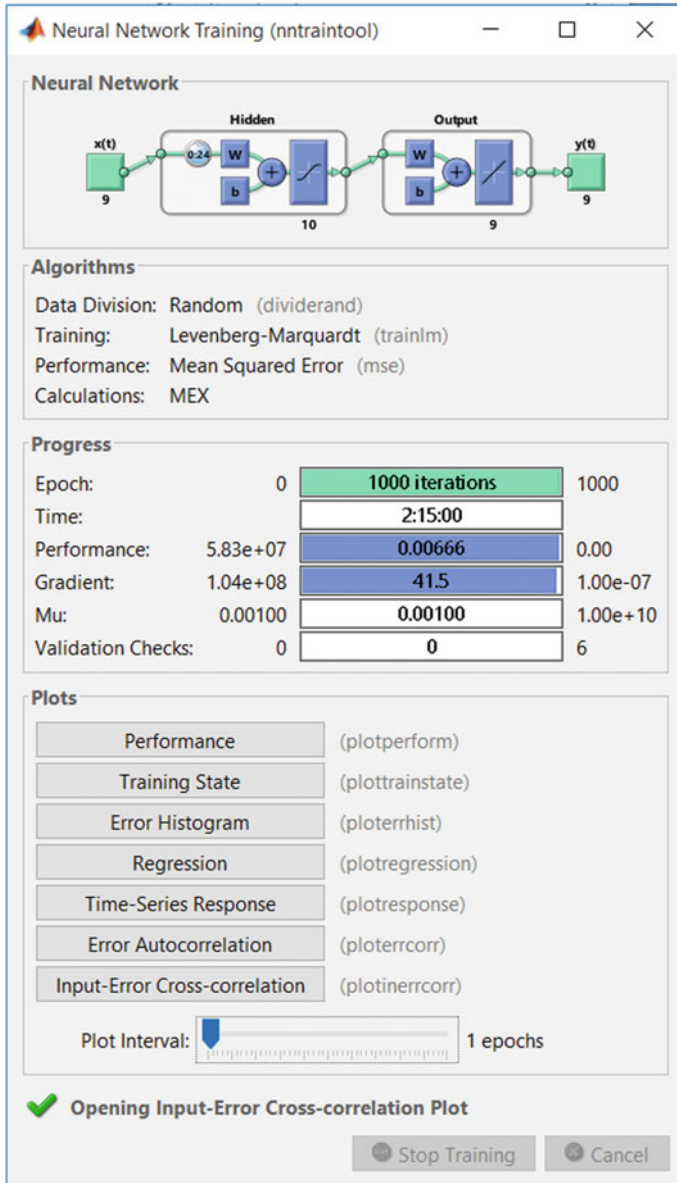 Neural Network Training (nntraintool)
Neural Network
Hidden
Output
x(t)
y(t)
0:24
W
b
W
b
9
10
9
9
Algorithms
Data Division: Random (dividerand)
Training: Levenberg-Marquardt (trainlm)
Performance: Mean Squared Error (mse)
Calculations: MEX
Progress
Epoch: 0 1000 iterations 1000
Time: 2:15:00
Performance: 5.83e+07 0.00666 0.00
Gradient: 1.04e+08 41.5 1.00e-07
Mu: 0.00100 0.00100 1.00e+10
Validation Checks: 0 0 6
Plots
Performance (plotperform)
Training State (plottrainstate)
Error Histogram (ploterrhist)
Regression (plotregression)
Time-Series Response (plotresponse)
Error Autocorrelation (ploterrcorr)
Input-Error Cross-correlation (plotinerrcorr)
Plot Interval: 1 epochs
Opening Input-Error Cross-correlation Plot
Stop Training Cancel